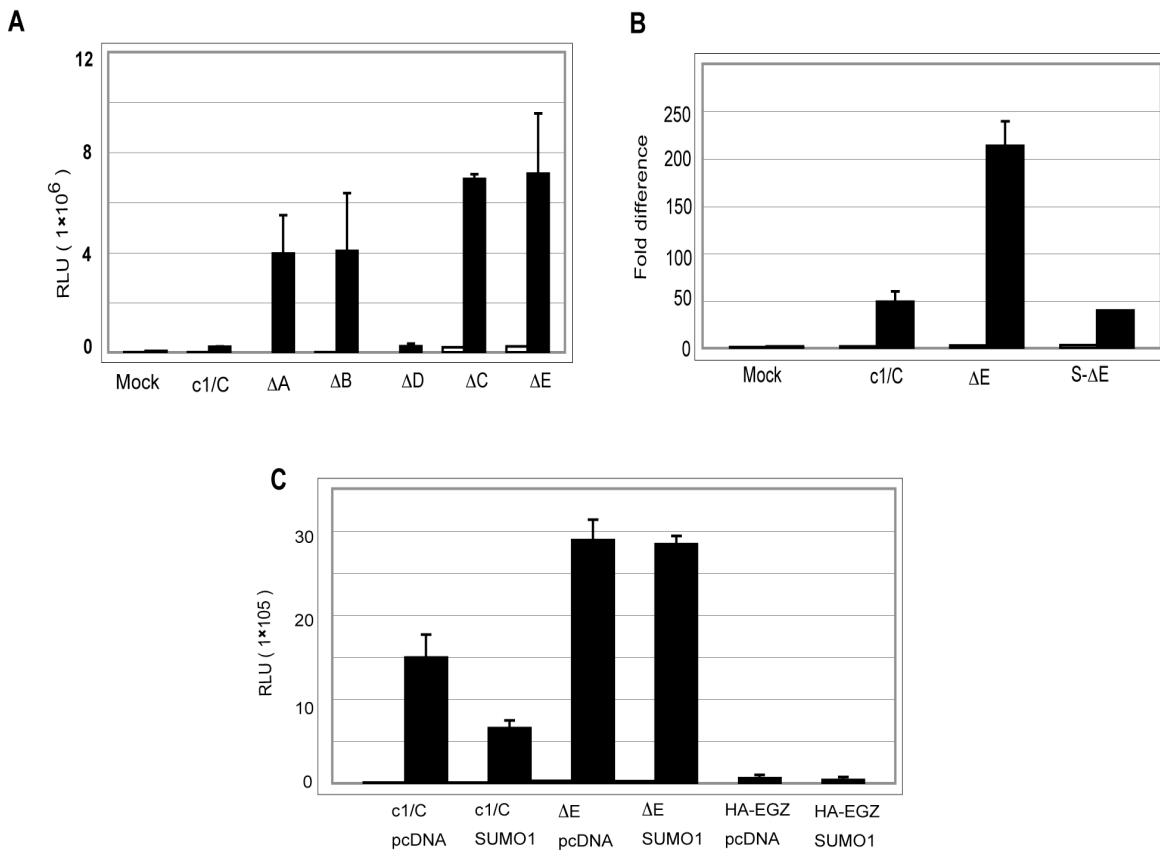 A
RLU ( 1×10⁶ )
12
8
4
0
Mock c1/C ΔA ΔB ΔD ΔC ΔE
B
Fold difference
250
200
150
100
50
0
Mock c1/C ΔE S-ΔE
C
RLU ( 1×105)
30
20
10
0
c1/C c1/C ΔE ΔE HA-EGZ HA-EGZ
pcDNA SUMO1 pcDNA SUMO1 pcDNA SUMO1